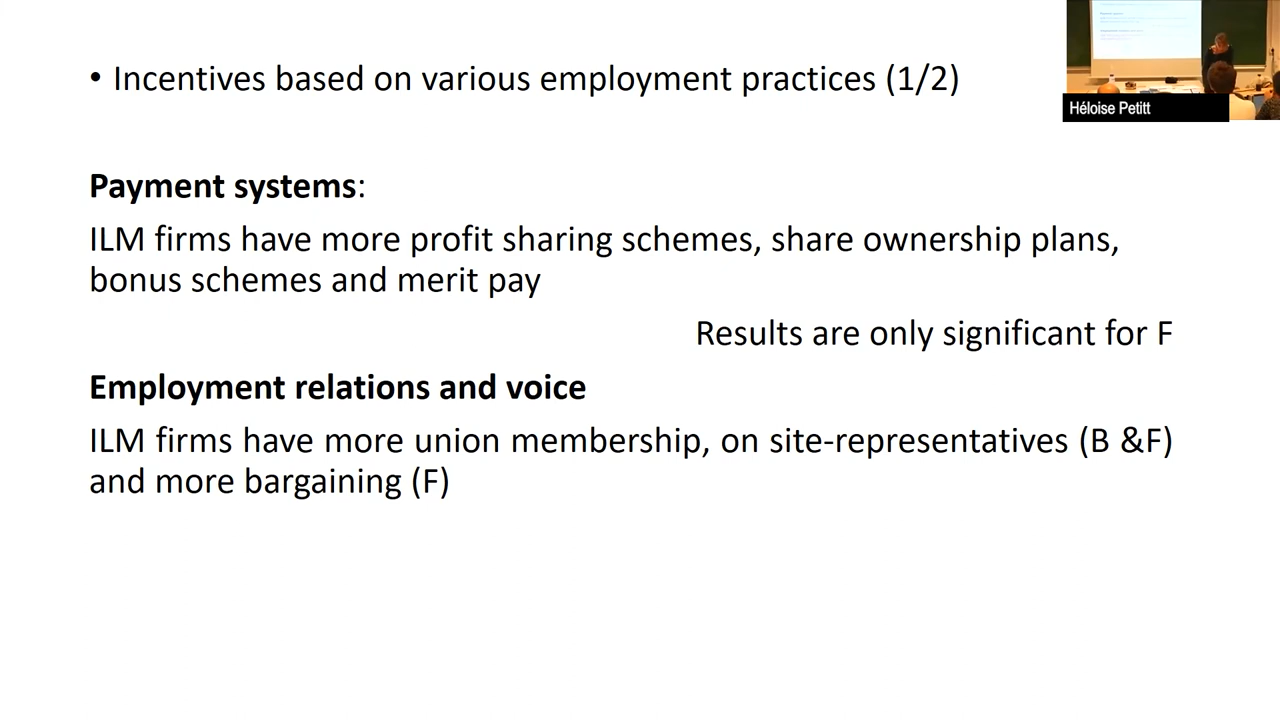 • Incentives based on various employment practices (1/2)
Héloise Petitt
Payment systems:
ILM firms have more profit sharing schemes, share ownership plans,
bonus schemes and merit pay
Results are only significant for F
Employment relations and voice
ILM firms have more union membership, on site-representatives (B &F)
and more bargaining (F)